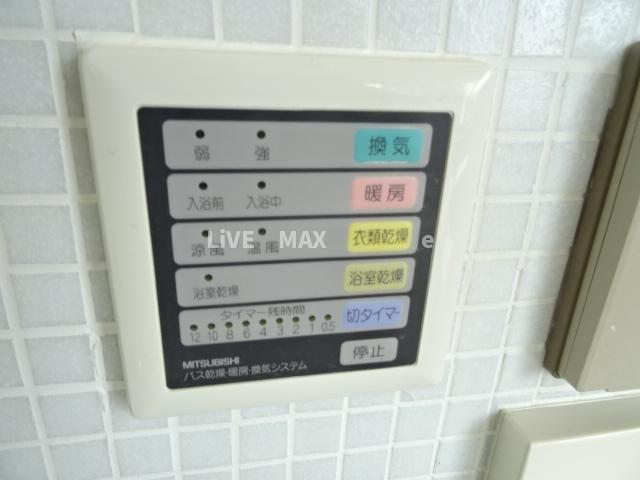 弱 強 換気
入浴前 入浴中 暖房
涼風 温風 衣類乾燥
LiVE MAX e
浴室乾燥 浴室乾燥
タイマー残時間 切タイマー
12 10 8 6 4 3 2 1 0.5
停止
MITSUBISHI
バス乾燥・暖房・換気システム